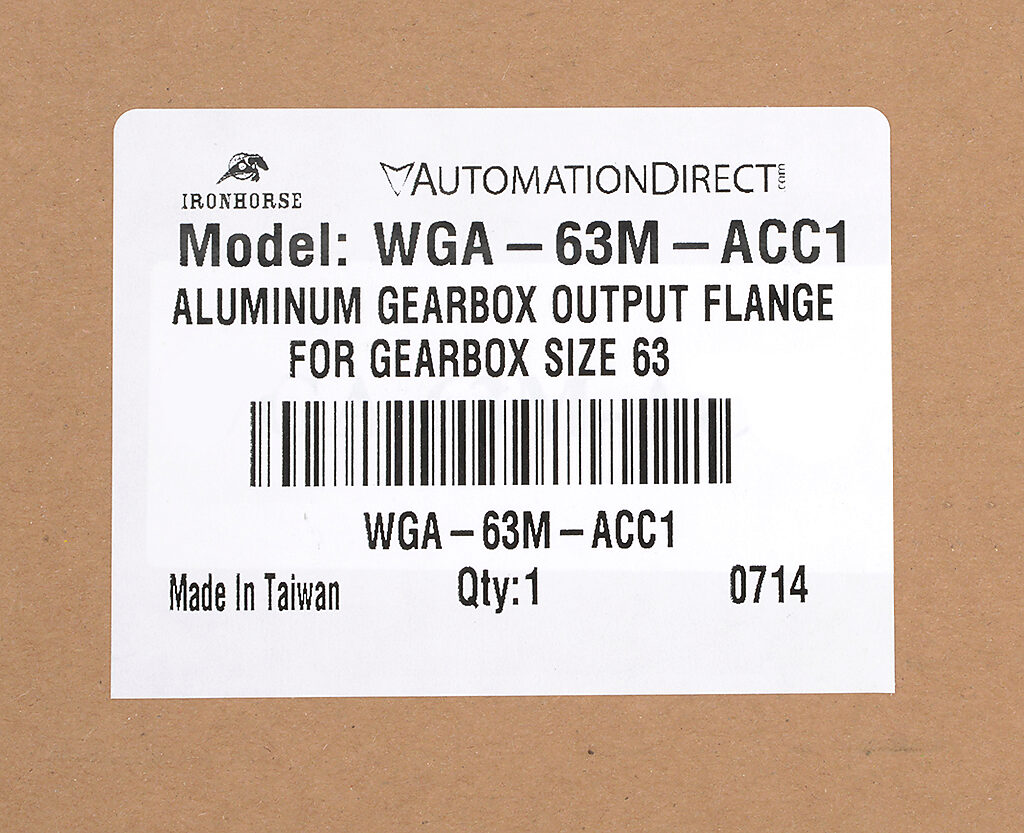 IRONHORSE
AUTOMATIONDIRECT.com
Model: WGA – 63M – ACC1
ALUMINUM GEARBOX OUTPUT FLANGE
FOR GEARBOX SIZE 63
WGA – 63M – ACC1
Made In Taiwan Qty:1 0714